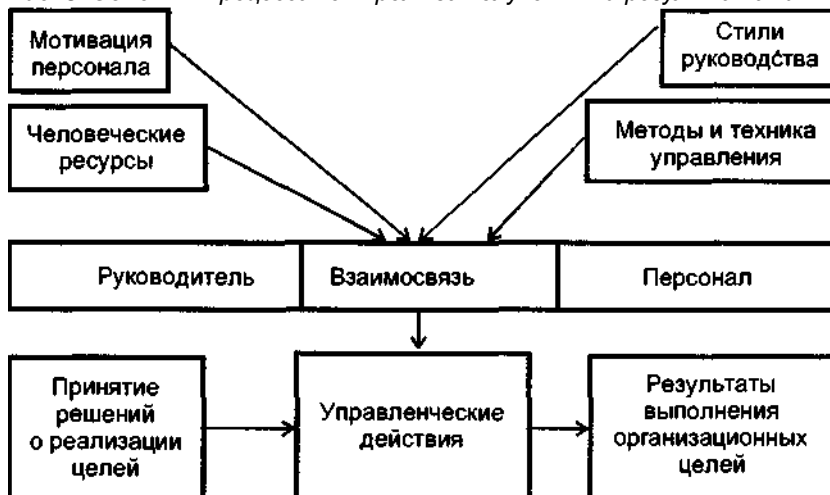 Мотивация
персонала
Стили
руководства
Человеческие
ресурсы
Методы и техника
управления
Руководитель
Взаимосвязь
Персонал
Принятие
решений
о реализации
целей
Управленческие
действия
Результаты
выполнения
организационных
целей